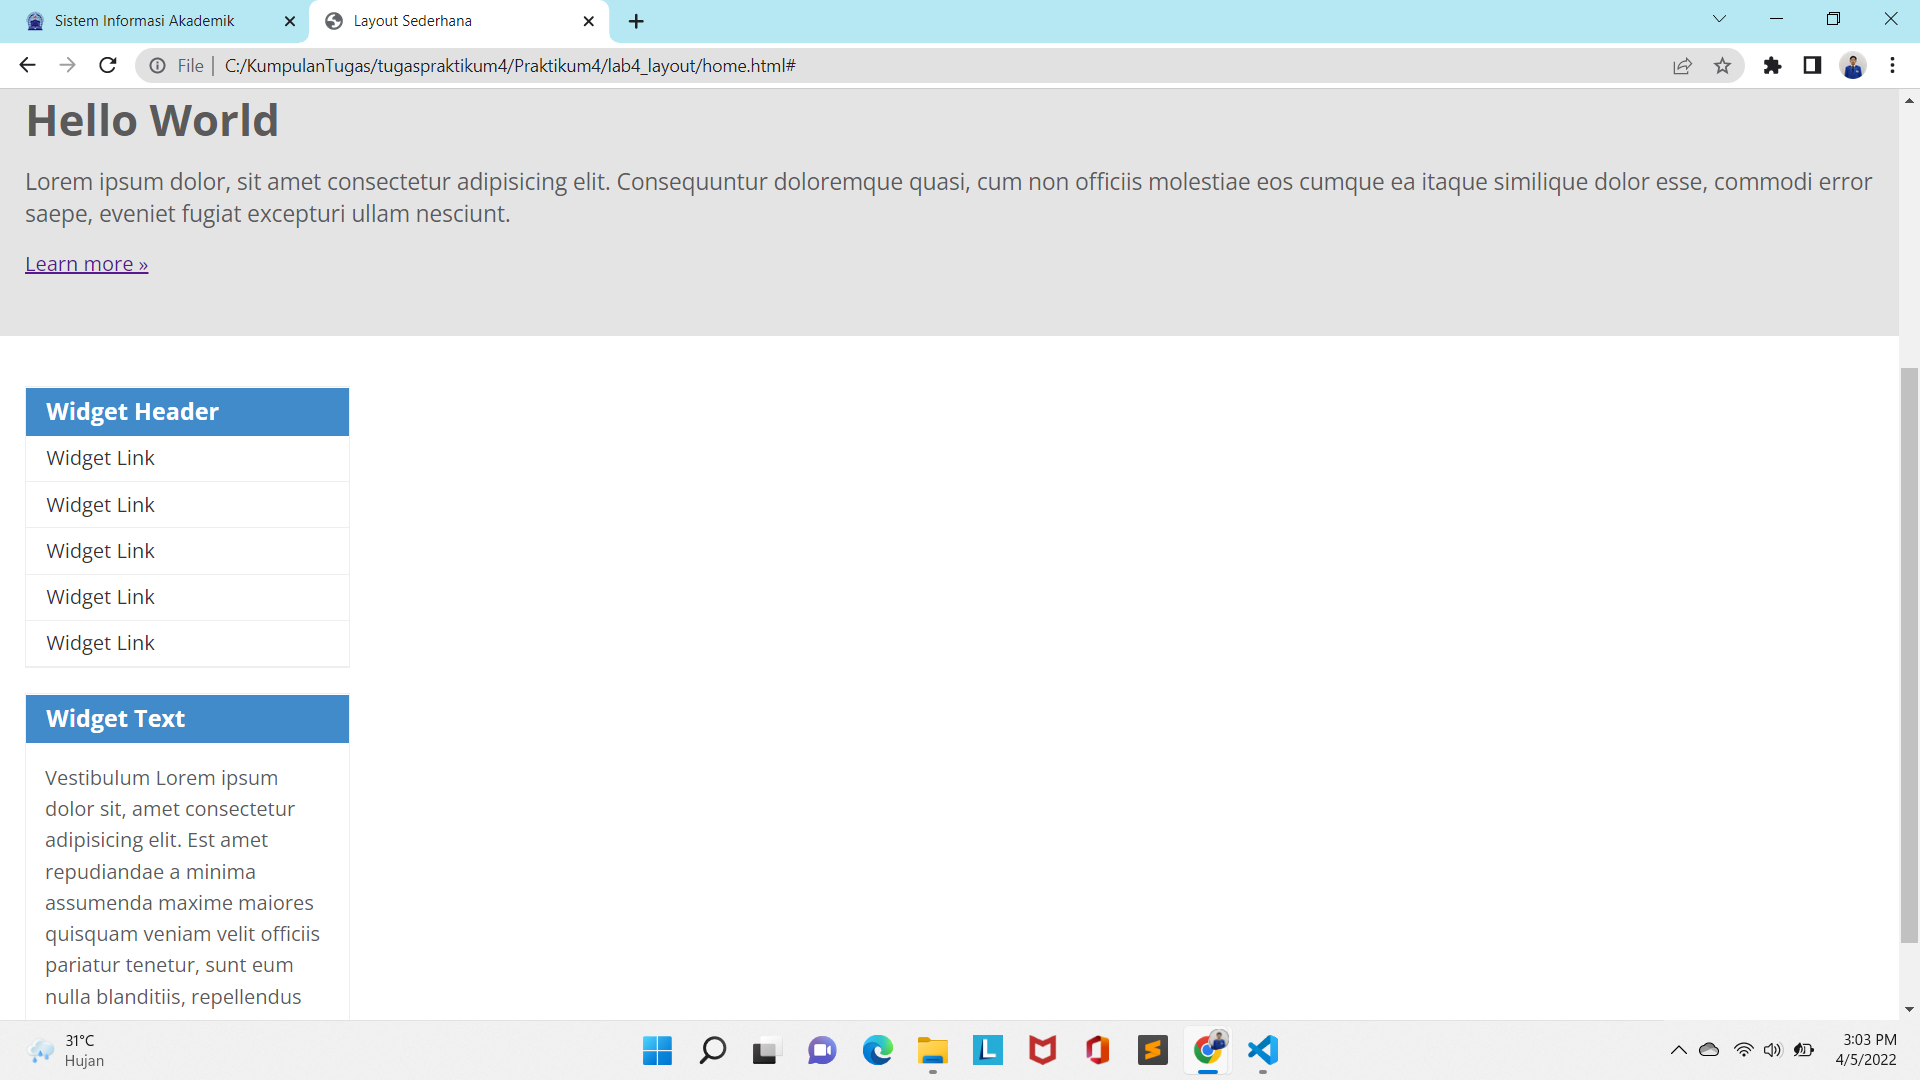 Sistem Informasi Akademik
Layout Sederhana
File | C:/KumpulanTugas/tugaspraktikum4/Praktikum4/lab4_layout/home.html#
Hello World
Lorem ipsum dolor, sit amet consectetur adipisicing elit. Consequuntur doloremque quasi, cum non officiis molestiae eos cumque ea itaque similique dolor esse, commodi error
saepe, eveniet fugiat excepturi ullam nesciunt.
Learn more »
Widget Header
Widget Link
Widget Link
Widget Link
Widget Link
Widget Link
Widget Text
Vestibulum Lorem ipsum
dolor sit, amet consectetur
adipisicing elit. Est amet
repudiandae a minima
assumenda maxime maiores
quisquam veniam velit officiis
pariatur tenetur, sunt eum
nulla blanditiis, repellendus
31°C
Hujan
3:03 PM
4/5/2022